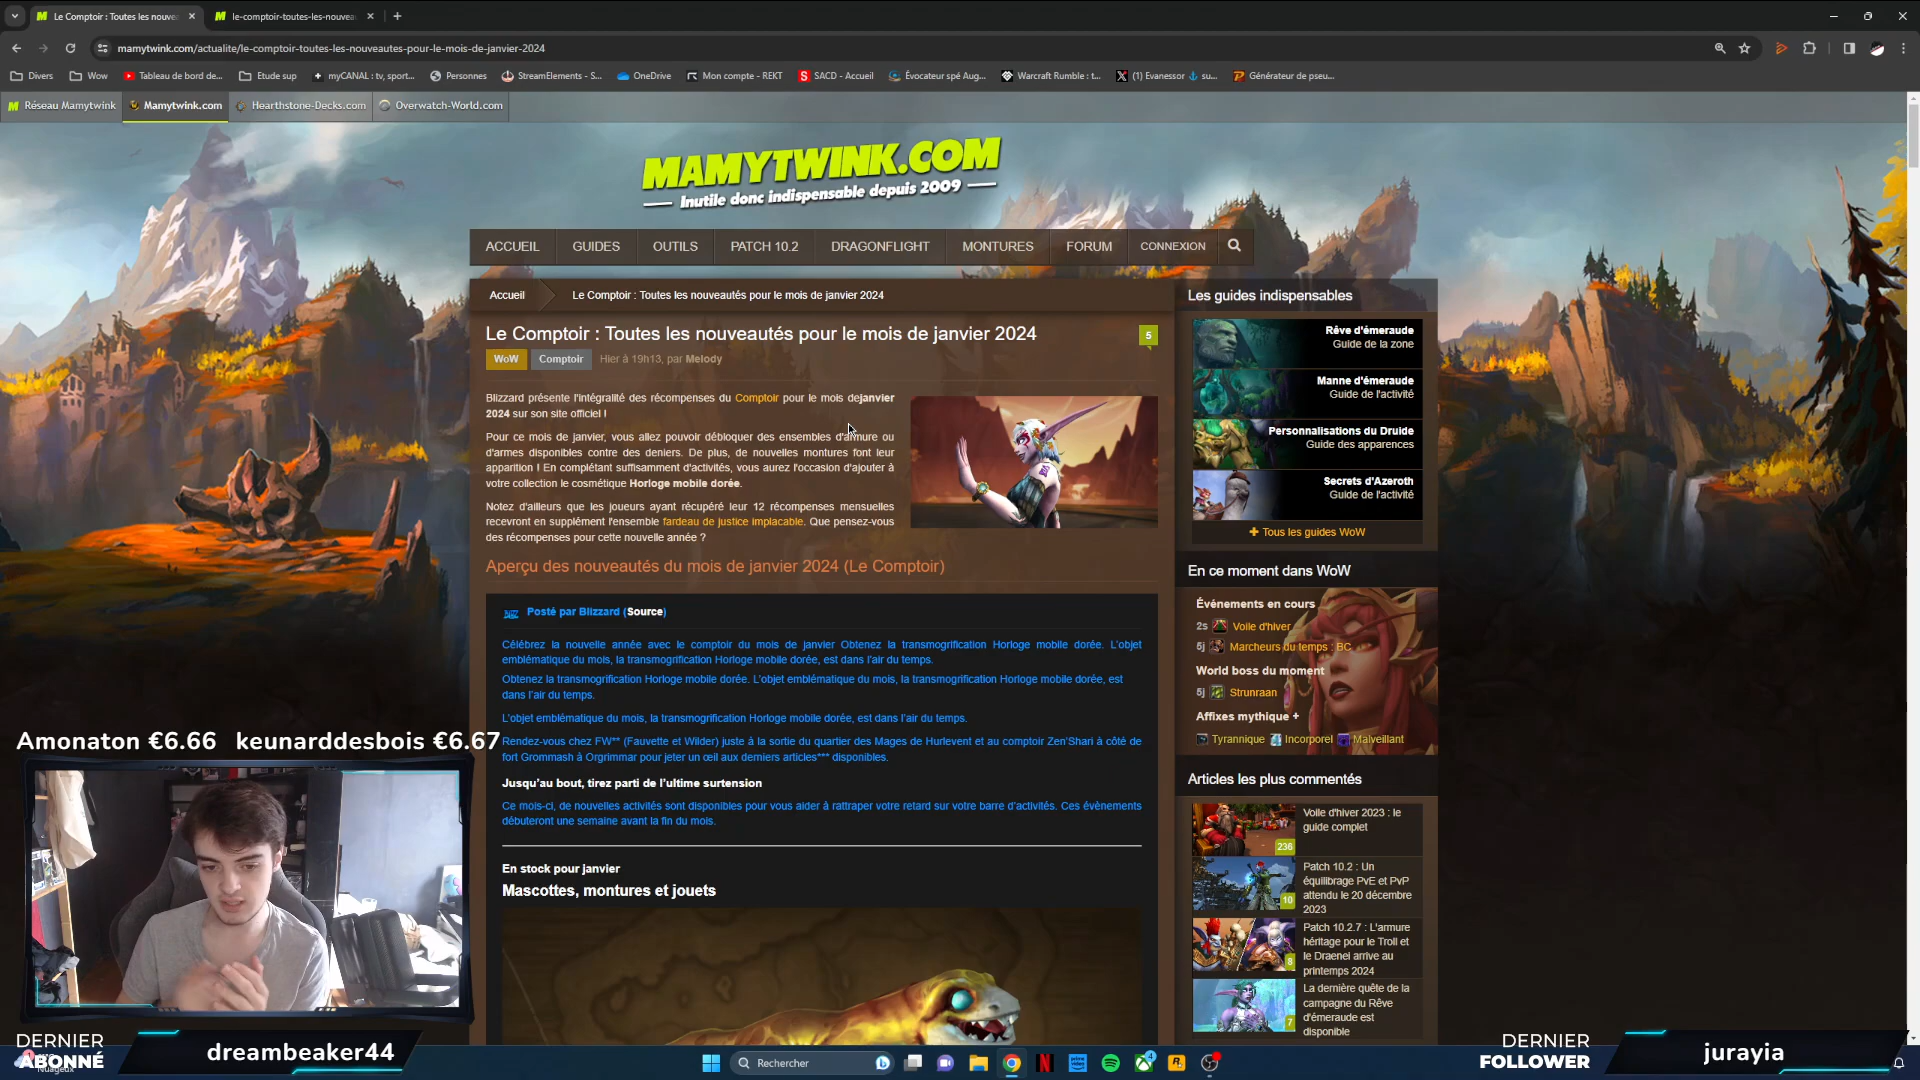 Le Comptoir : Toutes les nouve
le-comptoir-toutes-les-nouveau
mamytwink.com/actualite/le-comptoir-toutes-les-nouveautes-pour-le-mois-de-janvier-2024
Divers
Wow
Tableau de bord de...
Etude sup
myCANAL : tv, sport...
Personnes
StreamElements - S...
OneDrive
Mon compte - REKT
SACD - Accueil
Évocateur spé Aug...
Warcraft Rumble : t...
(1) Evanessor ⚓ su...
Générateur de pseu...
Réseau Mamytwink
Mamytwink.com
Hearthstone-Decks.com
Overwatch-World.com
MAMYTWINK.COM
Inutile donc indispensable depuis 2009
ACCUEIL
GUIDES
OUTILS
PATCH 10.2
DRAGONFLIGHT
MONTURES
FORUM
CONNEXION
Accueil
Le Comptoir : Toutes les nouveautés pour le mois de janvier 2024
Le Comptoir : Toutes les nouveautés pour le mois de janvier 2024
5
WoW
Comptoir
Hier à 19h13, par Melody
Blizzard présente l'intégralité des récompenses du Comptoir pour le mois dejanvier
2024 sur son site officiel !
Pour ce mois de janvier, vous allez pouvoir débloquer des ensembles d'armure ou
d'armes disponibles contre des deniers. De plus, de nouvelles montures font leur
apparition ! En complétant suffisamment d'activités, vous aurez l'occasion d'ajouter à
votre collection le cosmétique Horloge mobile dorée.
Notez d'ailleurs que les joueurs ayant récupéré leur 12 récompenses mensuelles
recevront en supplément l'ensemble fardeau de justice implacable. Que pensez-vous
des récompenses pour cette nouvelle année ?
Aperçu des nouveautés du mois de janvier 2024 (Le Comptoir)
Posté par Blizzard (Source)
Célébrez la nouvelle année avec le comptoir du mois de janvier Obtenez la transmogrification Horloge mobile dorée. L'objet
emblématique du mois, la transmogrification Horloge mobile dorée, est dans l'air du temps.
Obtenez la transmogrification Horloge mobile dorée. L'objet emblématique du mois, la transmogrification Horloge mobile dorée, est
dans l'air du temps.
L'objet emblématique du mois, la transmogrification Horloge mobile dorée, est dans l'air du temps.
Rendez-vous chez FW** (Fauvette et Wilder) juste à la sortie du quartier des Mages de Hurlevent et au comptoir Zen'Shari à côté de
fort Grommash à Orgrimmar pour jeter un œil aux derniers articles*** disponibles.
Jusqu'au bout, tirez parti de l'ultime surtension
Ce mois-ci, de nouvelles activités sont disponibles pour vous aider à rattraper votre retard sur votre barre d'activités. Ces évènements
débuteront une semaine avant la fin du mois.
En stock pour janvier
Mascottes, montures et jouets
Les guides indispensables
Rêve d'émeraude
Guide de la zone
Manne d'émeraude
Guide de l'activité
Personnalisations du Druide
Guide des apparences
Secrets d'Azeroth
Guide de l'activité
+ Tous les guides WoW
En ce moment dans WoW
Événements en cours
2s Voile d'hiver
5j Marcheurs du temps : BC
World boss du moment
5j Strunraan
Affixes mythique +
Tyrannique Incorporel Malveillant
Articles les plus commentés
Voile d'hiver 2023 : le
guide complet
236
Patch 10.2 : Un
équilibrage PvE et PvP
attendu le 20 décembre
2023
10
Patch 10.2.7 : L'armure
héritage pour le Troll et
le Draenei arrive au
printemps 2024
8
La dernière quête de la
campagne du Rêve
d'émeraude est
disponible
7
Amonaton €6.66 keunarddesbois €6.67
DERNIER
ABONNÉ
dreambeaker44
Nuageux
Rechercher
4
DERNIER
FOLLOWER
jurayia